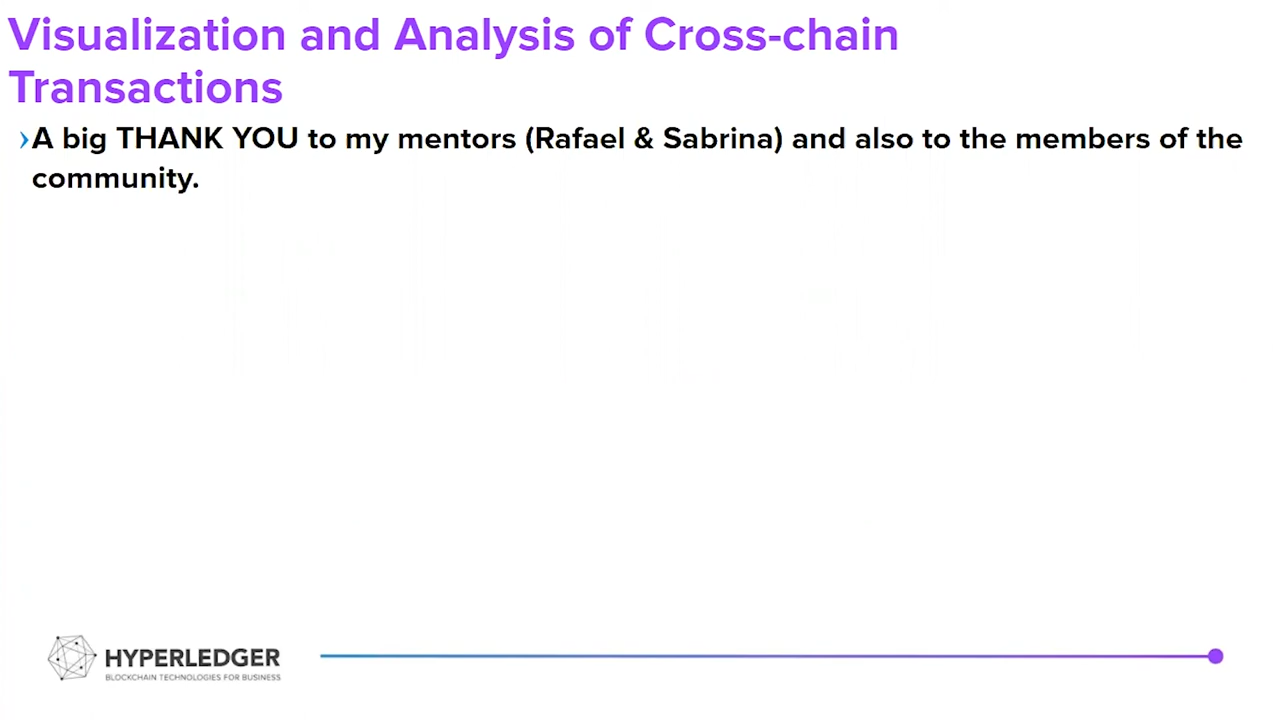 Visualization and Analysis of Cross-chain
Transactions
›A big THANK YOU to my mentors (Rafael & Sabrina) and also to the members of the
community.
HYPERLEDGER
BLOCKCHAIN TECHNOLOGIES FOR BUSINESS